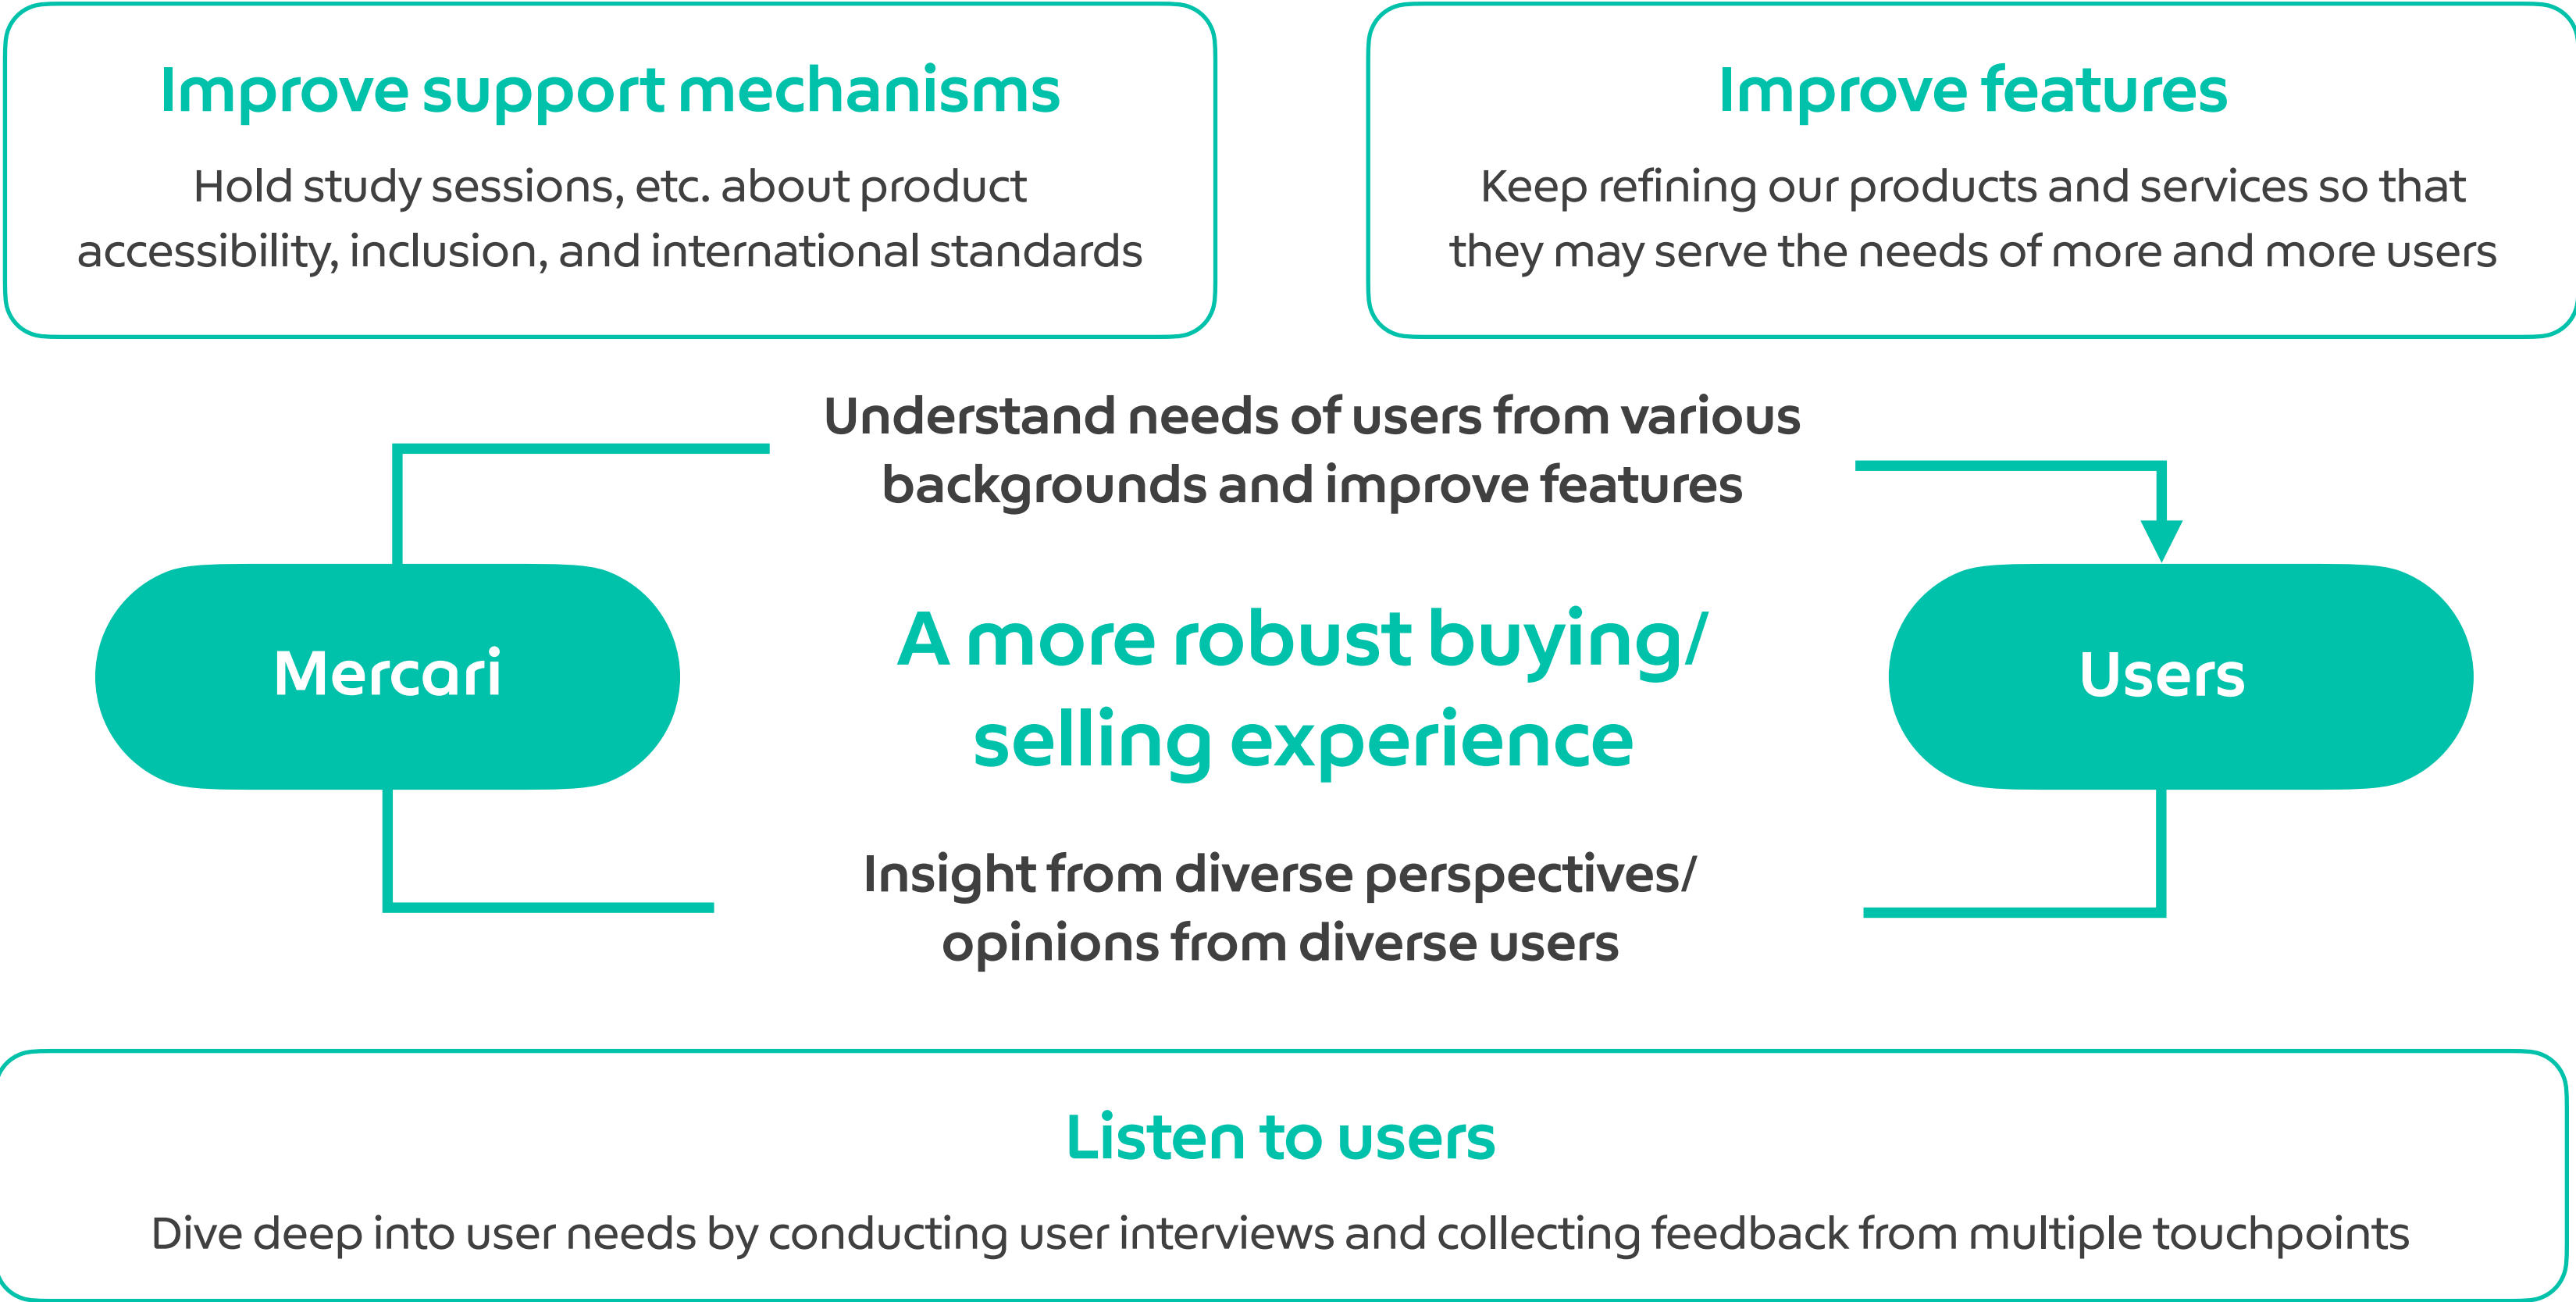 Improve support mechanisms
Hold study sessions, etc. about product
accessibility, inclusion, and international standards
Improve features
Keep refining our products and services so that
they may serve the needs of more and more users
Understand needs of users from various
backgrounds and improve features
Mercari
A more robust buying/
selling experience
Users
Insight from diverse perspectives/
opinions from diverse users
Listen to users
Dive deep into user needs by conducting user interviews and collecting feedback from multiple touchpoints